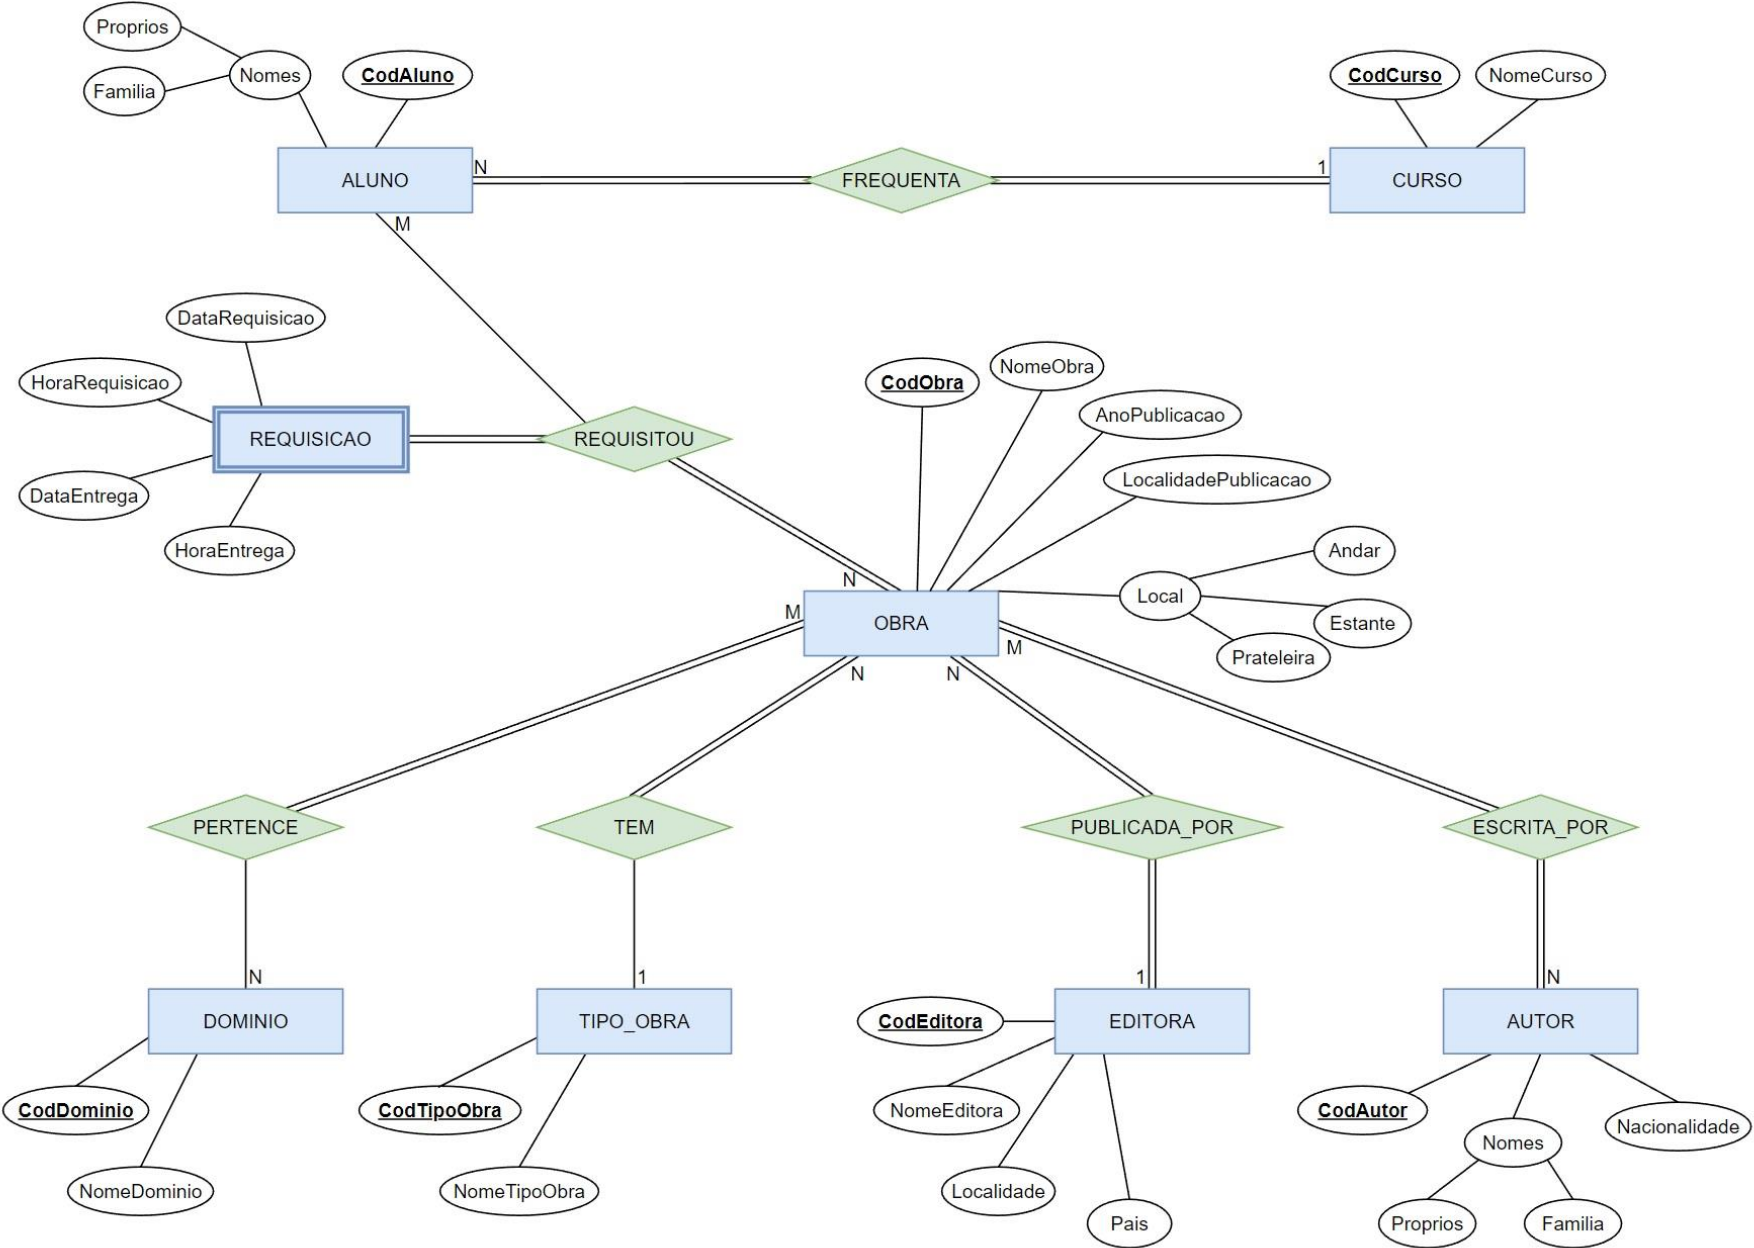 Proprios
Nomes
CodAluno
Familia
CodCurso
NomeCurso
ALUNO
N
FREQUENTA
1
CURSO
M
DataRequisicao
HoraRequisicao
REQUISICAO
REQUISITOU
DataEntrega
HoraEntrega
CodObra
NomeObra
AnoPublicacao
LocalidadePublicacao
Andar
Local
Estante
Prateleira
N
M
OBRA
M
N
N
PERTENCE
TEM
PUBLICADA_POR
ESCRITA_POR
N
1
1
N
DOMINIO
TIPO_OBRA
CodEditora
EDITORA
AUTOR
CodDominio
CodTipoObra
NomeEditora
CodAutor
Nomes
Nacionalidade
NomeDominio
NomeTipoObra
Localidade
Pais
Proprios
Familia